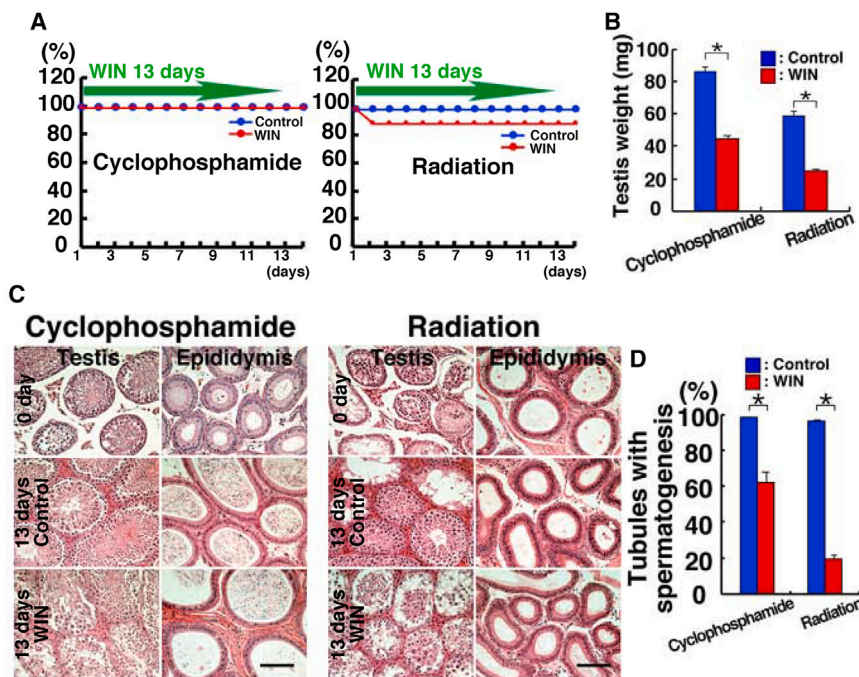 A
(%)
WIN 13 days
120
100
80
60
40
20
0
Control
WIN
Cyclophosphamide
1 3 5 7 9 11 13
(days)
(%)
WIN 13 days
120
100
80
60
40
20
0
Control
WIN
Radiation
1 3 5 7 9 11 13
(days)
B
Testis weight (mg)
100
80
60
40
20
0
: Control
: WIN
*
*
Cyclophosphamide
Radiation
C
Cyclophosphamide
Testis
Epididymis
0 day
13 days
Control
13 days
WIN
Radiation
Testis
Epididymis
0 day
13 days
Control
13 days
WIN
D
: Control
: WIN
(%)
Tubules with
spermatogenesis
100
80
60
40
20
0
*
*
Cyclophosphamide
Radiation